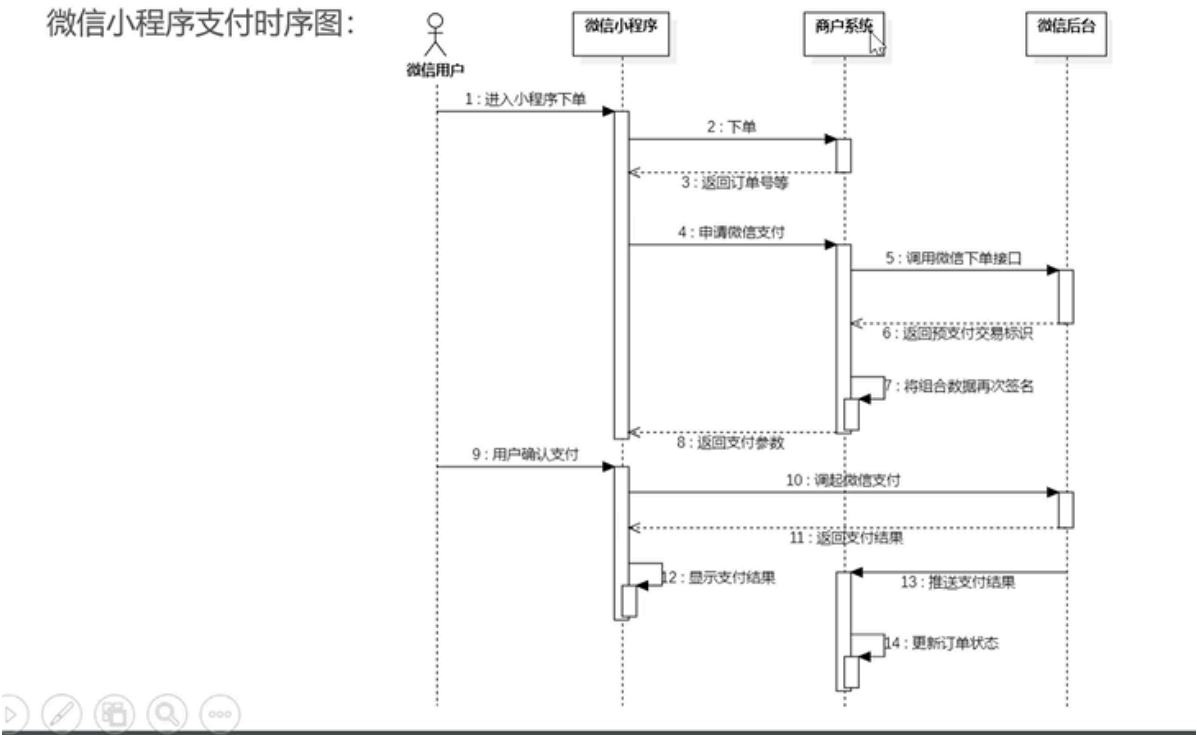 微信小程序支付时序图：
微信用户
微信小程序
商户系统
微信后台
1 : 进入小程序下单
2 : 下单
3 : 返回订单号等
4 : 申请微信支付
5 : 调用微信下单接口
6 : 返回预支付交易标识
7 : 将组合数据再次签名
8 : 返回支付参数
9 : 用户确认支付
10 : 调起微信支付
11 : 返回支付结果
12 : 显示支付结果
13 : 推送支付结果
14 : 更新订单状态